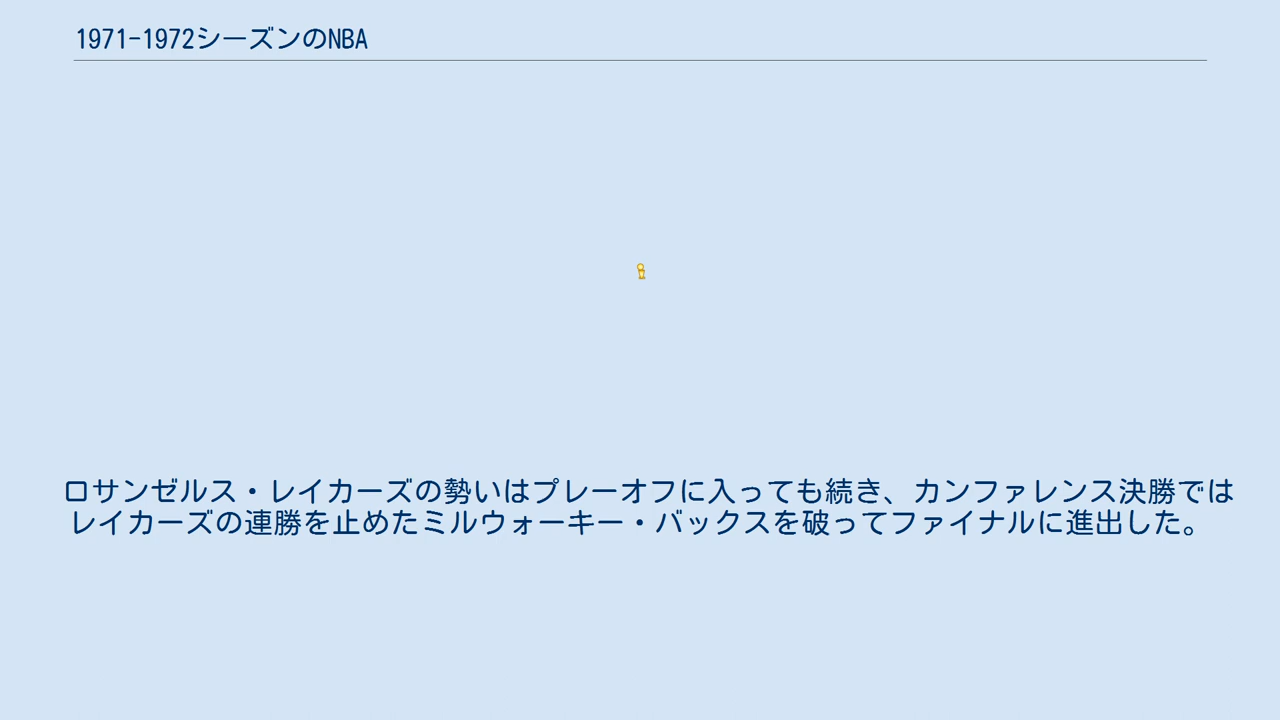 1971-1972シーズンのNBA
ロサンゼルス・レイカーズの勢いはプレーオフに入っても続き、カンファレンス決勝では
レイカーズの連勝を止めたミルウォーキー・バックスを破ってファイナルに進出した。